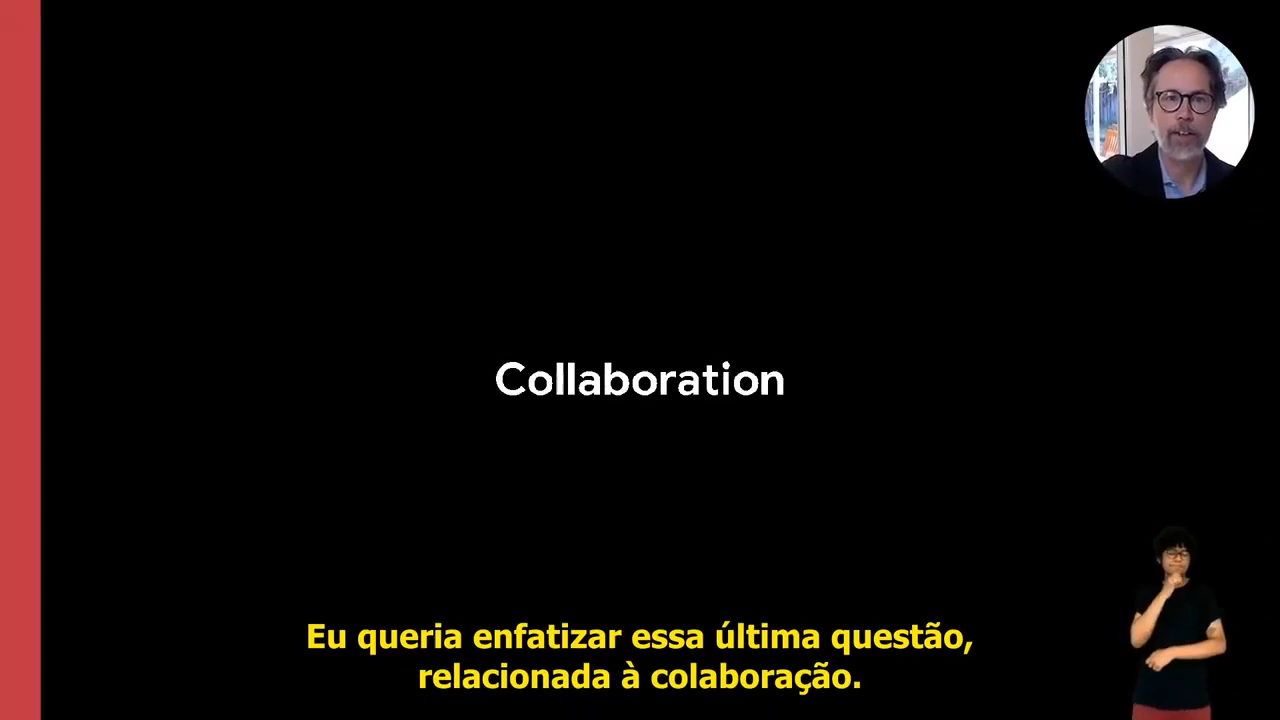 Collaboration
Eu queria enfatizar essa última questão,
relacionada à colaboração.